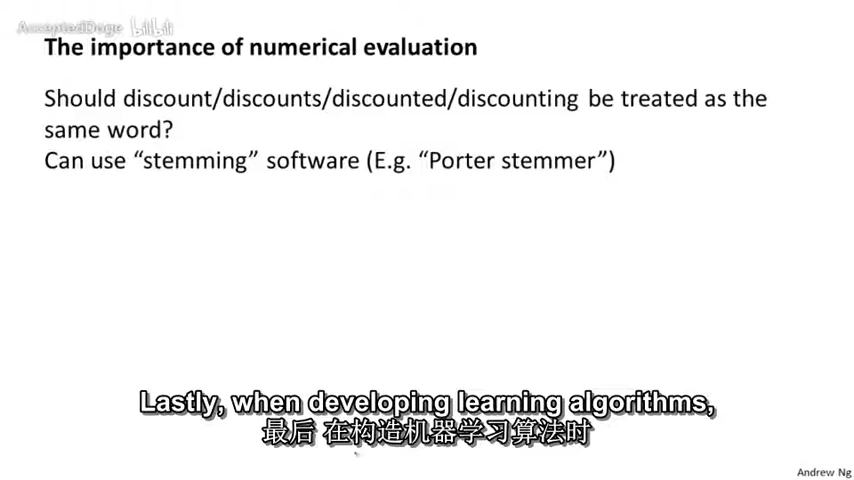 AcceptedDoge bilibili
The importance of numerical evaluation
Should discount/discounts/discounted/discounting be treated as the
same word?
Can use “stemming” software (E.g. “Porter stemmer”)
Lastly, when developing learning algorithms,
最后 在构造机器学习算法时
Andrew Ng